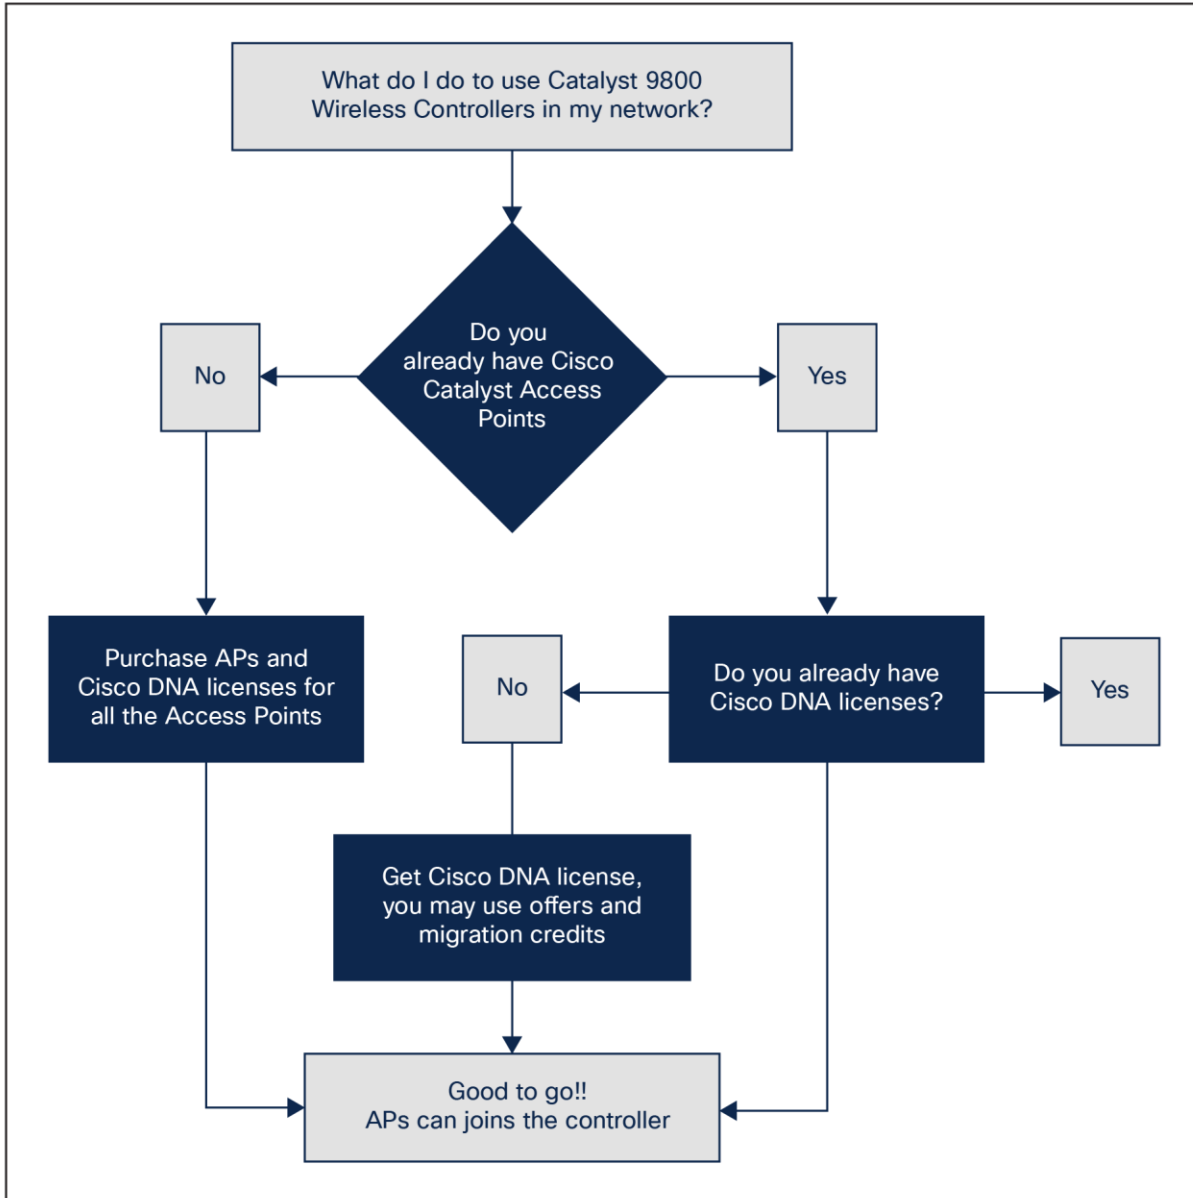 What do I do to use Catalyst 9800
Wireless Controllers in my network?
Do you
already have Cisco
Catalyst Access
Points
No
Yes
Purchase APs and
Cisco DNA licenses for
all the Access Points
No
Do you already have
Cisco DNA licenses?
Yes
Get Cisco DNA license,
you may use offers and
migration credits
Good to go!!
APs can joins the controller